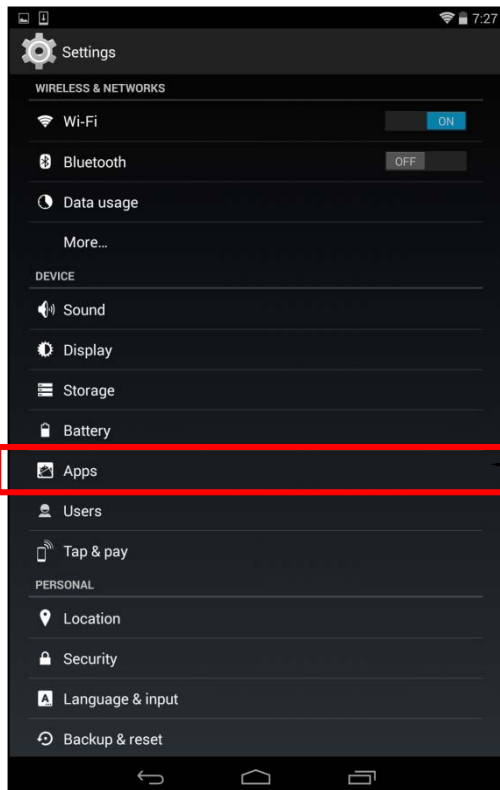 7:27
Settings
WIRELESS & NETWORKS
Wi-Fi ON
Bluetooth OFF
Data usage
More...
DEVICE
Sound
Display
Storage
Battery
Apps
Users
Tap & pay
PERSONAL
Location
Security
A Language & input
Backup & reset